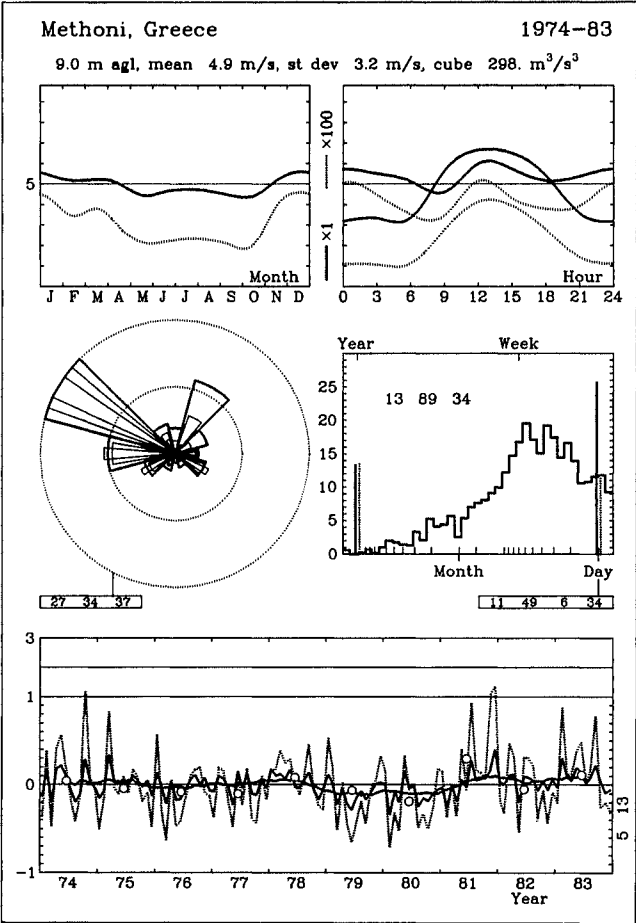 Methoni, Greece 1974-83
9.0 m agl, mean 4.9 m/s, st dev 3.2 m/s, cube 298. m³/s³
5
×1 ×100
Month
Hour
J F M A M J J A S O N D
0 3 6 9 12 15 18 21 24
Year Week
25
20
15
10
5
0
13 89 34
Month Day
27 34 37
11 49 6 34
3
1
0
-1
5 13
74 75 76 77 78 79 80 81 82 83
Year